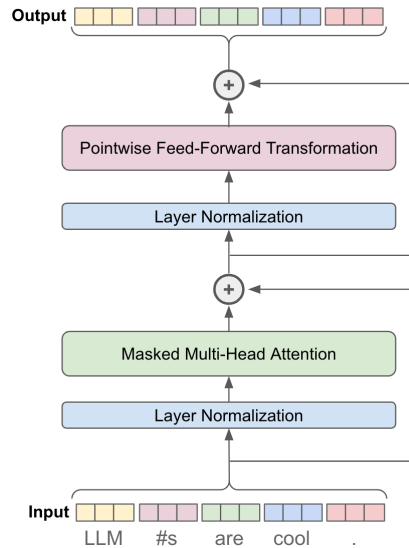 Output
+
Pointwise Feed-Forward Transformation
Layer Normalization
+
Masked Multi-Head Attention
Layer Normalization
Input
LLM #s are cool .